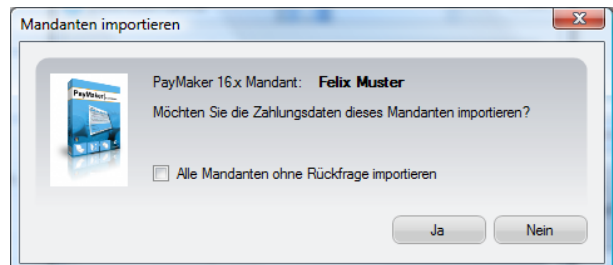 Mandanten importieren
PayMaker
PayMaker 16.x Mandant: Felix Muster
Möchten Sie die Zahlungsdaten dieses Mandanten importieren?
Alle Mandanten ohne Rückfrage importieren
Ja Nein